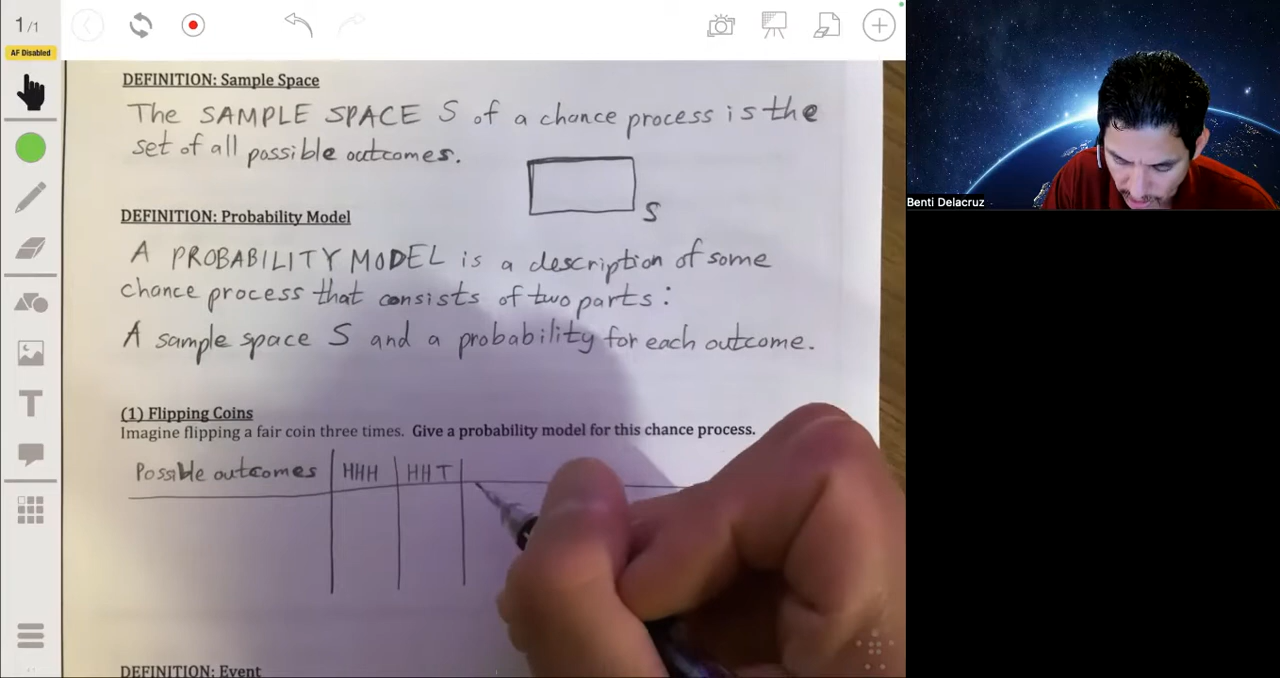 1/1
AF Disabled
DEFINITION: Sample Space
The SAMPLE SPACE S of a chance process is the
set of all possible outcomes.
S
DEFINITION: Probability Model
A PROBABILITY MODEL is a description of some
chance process that consists of two parts:
A sample space S and a probability for each outcome.
(1) Flipping Coins
Imagine flipping a fair coin three times. Give a probability model for this chance process.
Possible outcomes HHH HHT
DEFINITION: Event
T
Benti Delacruz